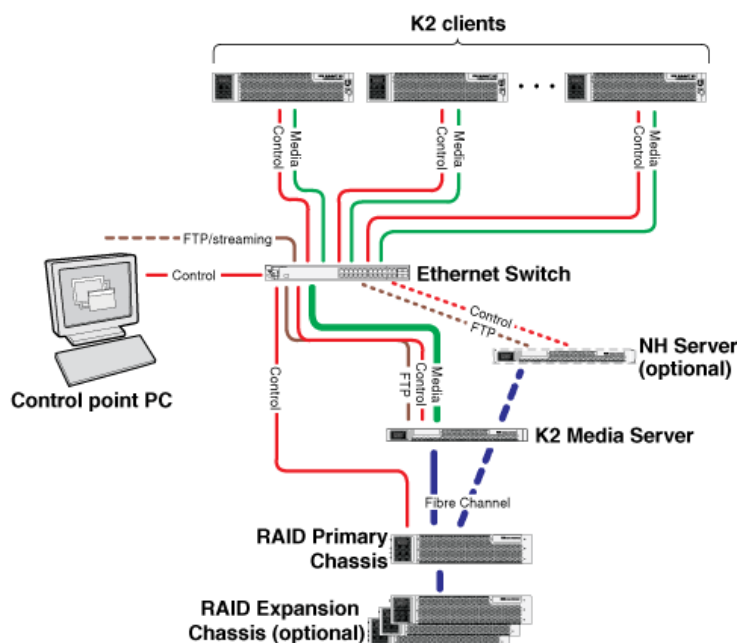 K2 clients
Control
Media
Control
Media
Control
Media
FTP/streaming
Control
Ethernet Switch
Control
FTP
NH Server
(optional)
Control point PC
Control
FTP
Control
Media
K2 Media Server
Fibre Channel
RAID Primary
Chassis
RAID Expansion
Chassis (optional)